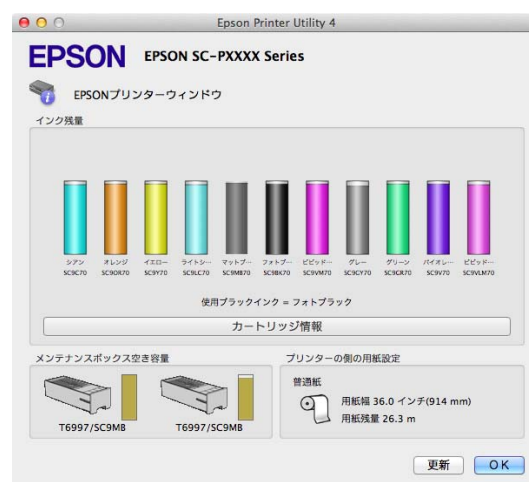 Epson Printer Utility 4
EPSON EPSON SC-PXXXX Series
EPSONプリンターウィンドウ
インク残量
シアン オレンジ イエロー ライトシ… マットブ… フォトブ… ビビッド… グレー グリーン バイオレ… ビビッド…
SC9C70 SC9OR70 SC9Y70 SC9LC70 SC9MB70 SC9BK70 SC9VM70 SC9GY70 SC9GR70 SC9V70 SC9VLM70
使用ブラックインク = フォトブラック
カートリッジ情報
メンテナンスボックス空き容量
T6997/SC9MB T6997/SC9MB
プリンターの側の用紙設定
普通紙
用紙幅 36.0 インチ(914 mm)
用紙残量 26.3 m
更新 OK